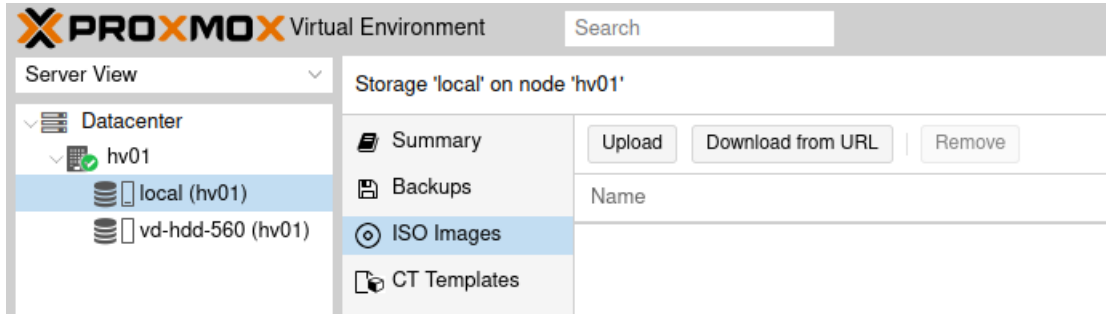 PROXMOX Virtual Environment
Search
Server View
Datacenter
hv01
local (hv01)
vd-hdd-560 (hv01)
Storage 'local' on node 'hv01'
Summary
Backups
ISO Images
CT Templates
Upload
Download from URL
Remove
Name